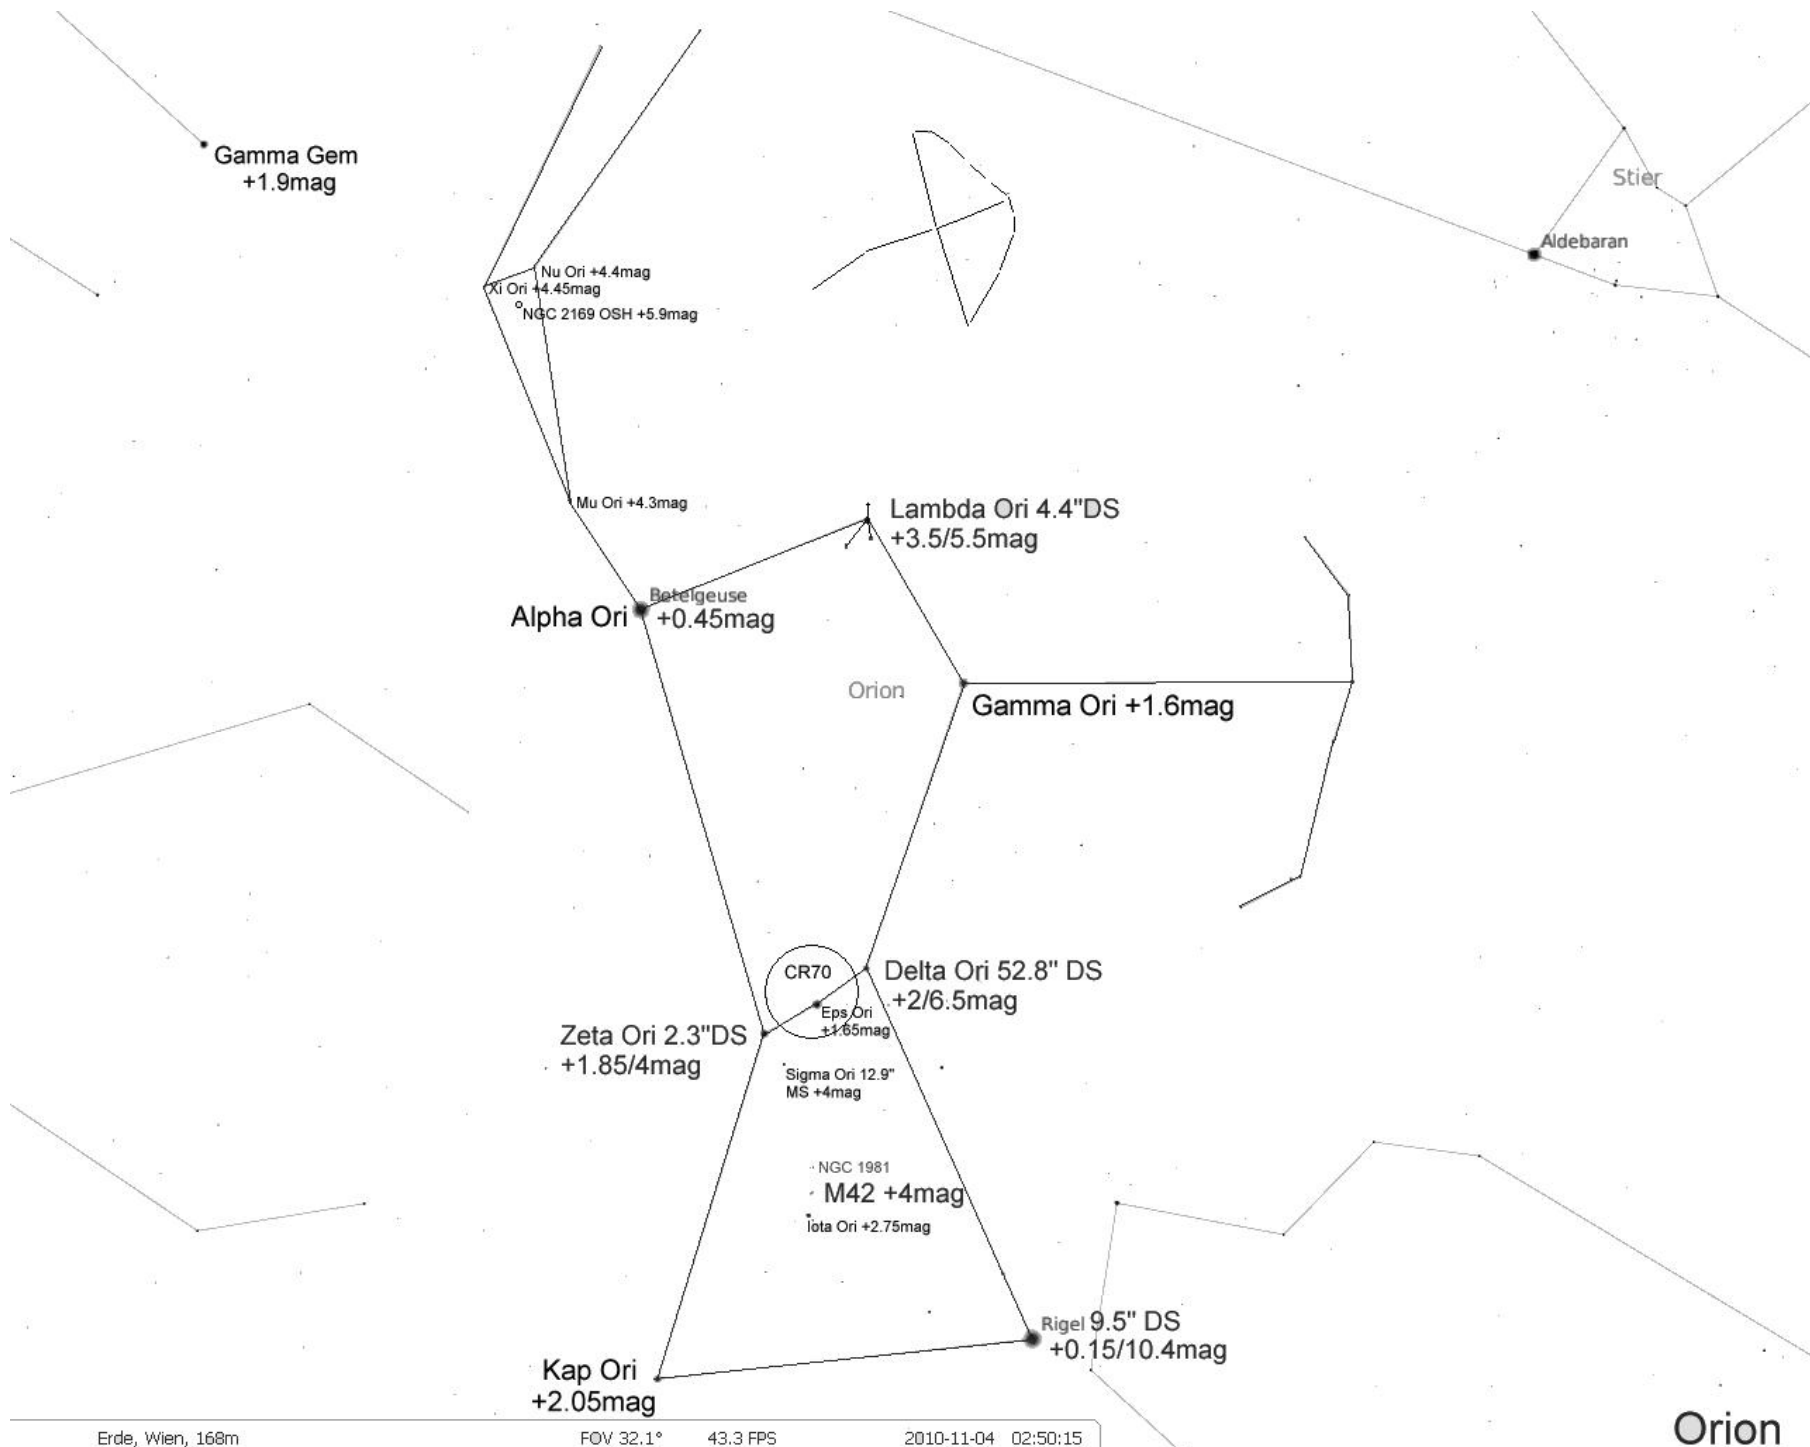 Gamma Gem
+1.9mag
Stier
Aldebaran
Nu Ori +4.4mag
Xi Ori +4.45mag
NGC 2169 OSH +5.9mag
Mu Ori +4.3mag
Lambda Ori 4.4"DS
+3.5/5.5mag
Betelgeuse
Alpha Ori
+0.45mag
Orion
Gamma Ori +1.6mag
CR70
Delta Ori 52.8" DS
+2/6.5mag
Eps Ori
+1.65mag
Zeta Ori 2.3"DS
+1.85/4mag
Sigma Ori 12.9"
MS +4mag
NGC 1981
M42 +4mag
Iota Ori +2.75mag
Rigel 9.5" DS
+0.15/10.4mag
Kap Ori
+2.05mag
Orion
Erde, Wien, 168m FOV 32.1° 43.3 FPS 2010-11-04 02:50:15